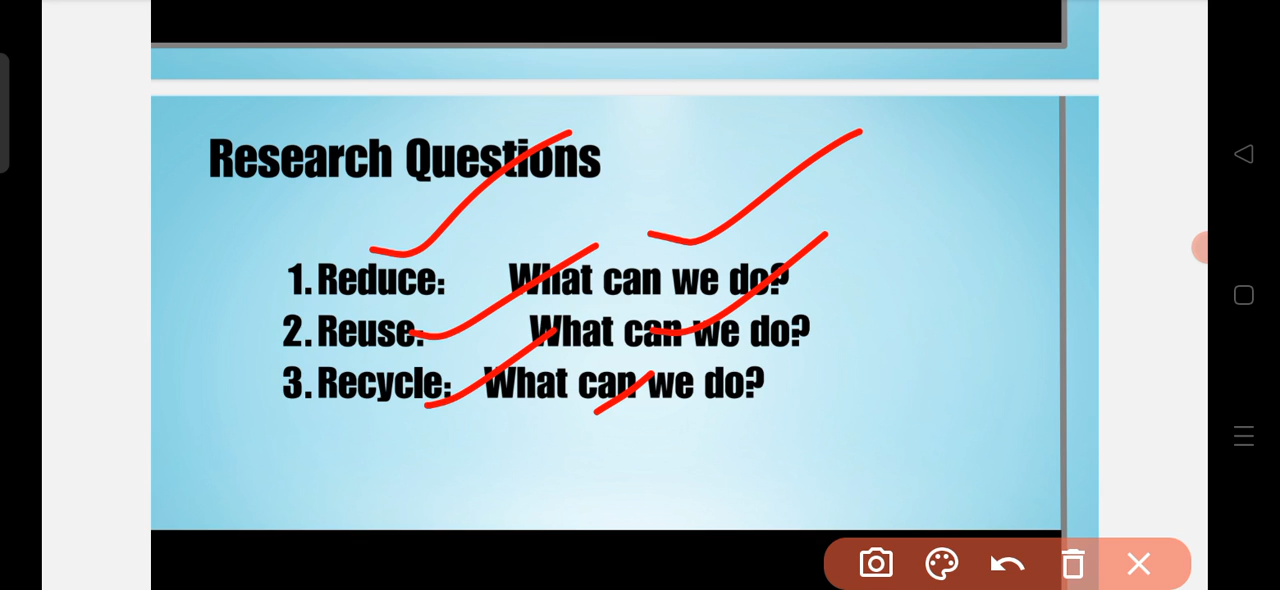 Research Questions
1. Reduce: What can we do?
2. Reuse: What can we do?
3. Recycle: What can we do?